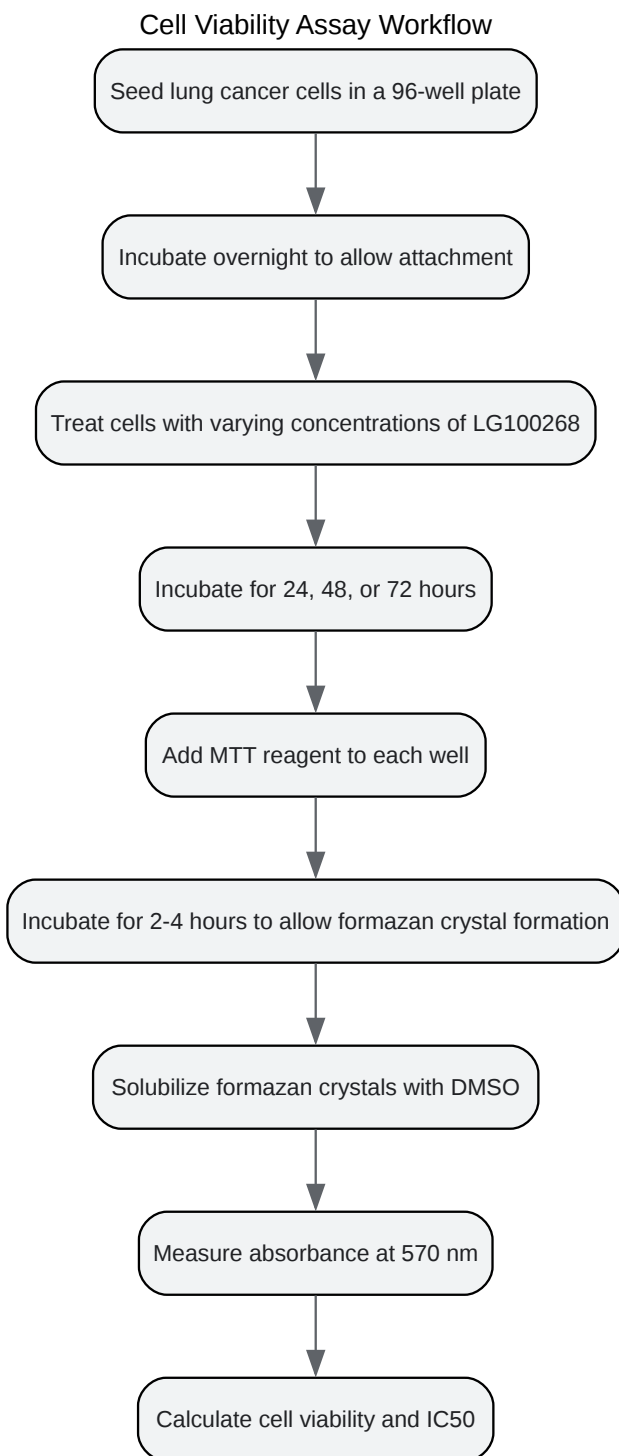 Cell Viability Assay Workflow
Seed lung cancer cells in a 96-well plate
Incubate overnight to allow attachment
Treat cells with varying concentrations of LG100268
Incubate for 24, 48, or 72 hours
Add MTT reagent to each well
Incubate for 2-4 hours to allow formazan crystal formation
Solubilize formazan crystals with DMSO
Measure absorbance at 570 nm
Calculate cell viability and IC50